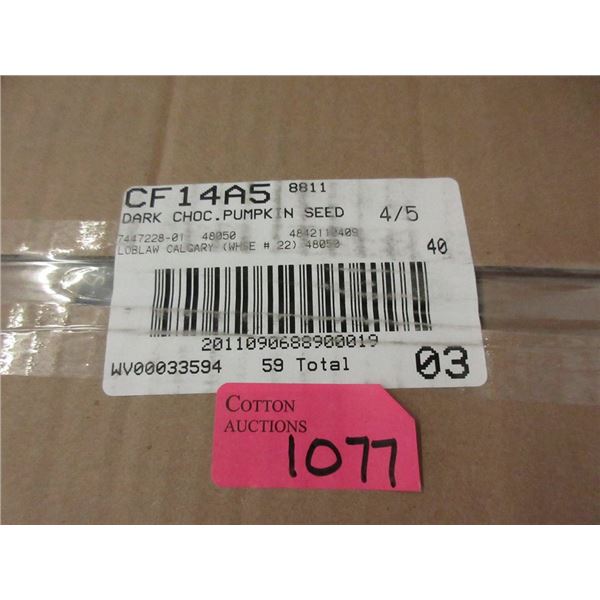 CF14A5 8811
DARK CHOC.PUMPKIN SEED 4/5
7447228-01 48050 4842110409
LOBLAW CALGARY (WHSE # 22) 48050 40
2011090688900019
WV00033594 59 Total 03
COTTON
AUCTIONS
1077